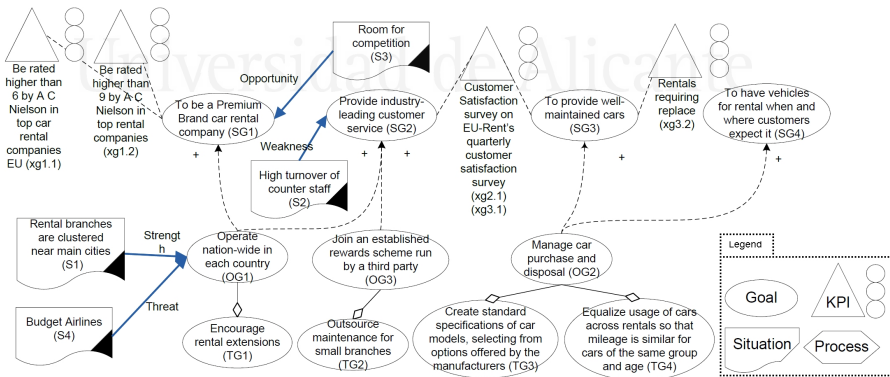 Universidad de Alicante
Be rated
higher than
6 by A C
Nielson in
top car
rental
companies
EU (xg1.1)
Be rated
higher than
9 by A C
Nielson in
top rental
companies
(xg1.2)
Opportunity
To be a Premium
Brand car rental
company (SG1)
+
Room for
competition
(S3)
Provide industry-
leading customer
service (SG2)
+
+
Weakness
High turnover of
counter staff
(S2)
Customer
Satisfaction
survey on
EU-Rent's
quarterly
customer
satisfaction
survey
(xg2.1)
(xg3.1)
To provide well-
maintained cars
(SG3)
+
Rentals
requiring
replace
(xg3.2)
To have vehicles
for rental when and
where customers
expect it (SG4)
+
Rental branches
are clustered
near main cities
(S1)
Strengt
h
Operate
nation-wide in
each country
(OG1)
Join an established
rewards scheme run
by a third party
(OG3)
Manage car
purchase and
disposal (OG2)
Budget Airlines
(S4)
Threat
Encourage
rental extensions
(TG1)
Outsource
maintenance for
small branches
(TG2)
Create standard
specifications of car
models, selecting from
options offered by the
manufacturers (TG3)
Equalize usage of cars
across rentals so that
mileage is similar for
cars of the same group
and age (TG4)
Legend
Goal
KPI
Situation
Process